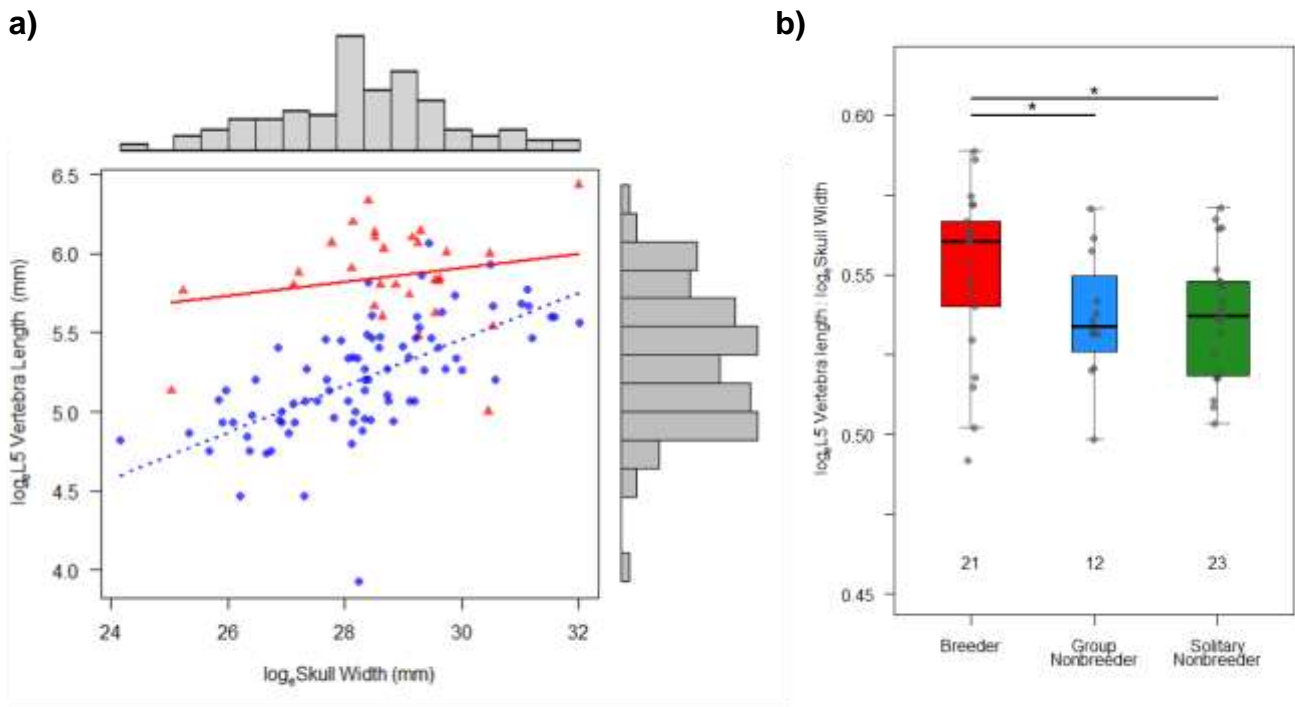 a)
6.5
6.0
5.5
5.0
4.5
4.0
logₑL5 Vertebra Length (mm)
24 26 28 30 32
logₑSkull Width (mm)
b)
* 
*
0.60
0.55
0.50
0.45
logₑL5 Vertebra length : logₑSkull Width
21 12 23
Breeder
Group
Nonbreeder
Solitary
Nonbreeder